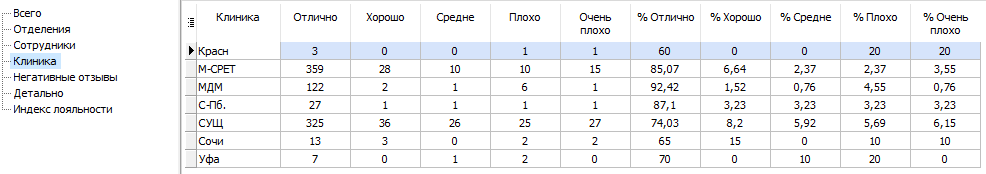 Всего
Отделения
Сотрудники
Клиника
Негативные отзывы
Детально
Индекс лояльности
Клиника Отлично Хорошо Средне Плохо Очень плохо % Отлично % Хорошо % Средне % Плохо % Очень плохо
Красн 3 0 0 1 1 60 0 0 20 20
М-СРЕТ 359 28 10 10 15 85,07 6,64 2,37 2,37 3,55
МДМ 122 2 1 6 1 92,42 1,52 0,76 4,55 0,76
С-Пб. 27 1 1 1 1 87,1 3,23 3,23 3,23 3,23
СУЩ 325 36 26 25 27 74,03 8,2 5,92 5,69 6,15
Сочи 13 3 0 2 2 65 15 0 10 10
Уфа 7 0 1 2 0 70 0 10 20 0